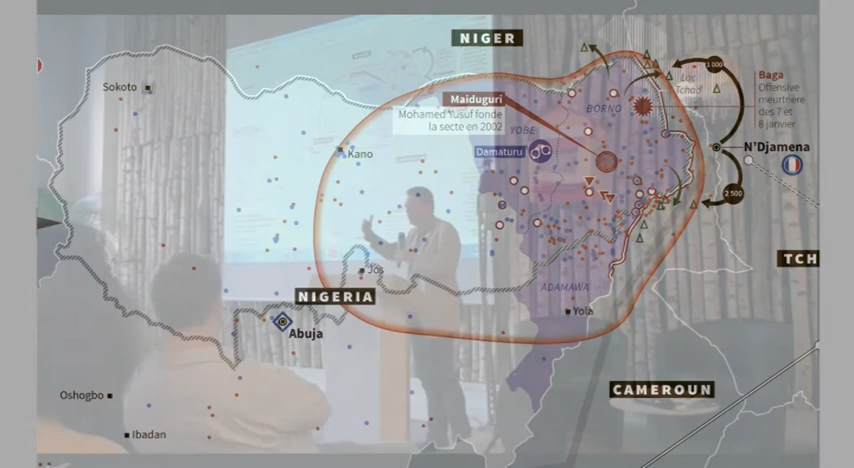 NIGER
Sokoto
1 000
Lac
Tchad
Baga
Offensive
meurtrière
des 7 et
8 janvier
Maiduguri
Mohamed Yusuf fonde
la secte en 2002
BORNO
YOBE
Damaturu
Kano
N'Djamena
2 500
TCH
Jos
NIGERIA
ADAMAWA
Yola
Abuja
CAMEROUN
Oshogbo
Ibadan